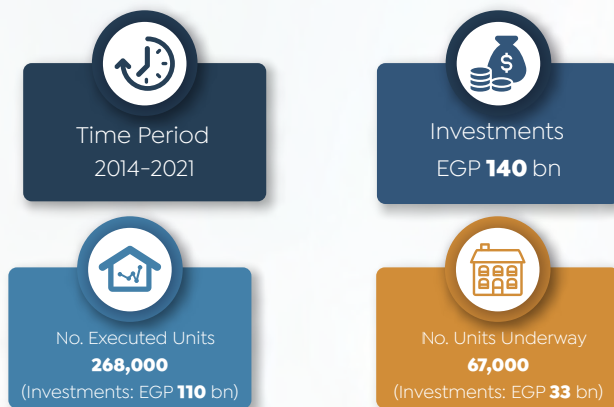 Time Period
2014-2021
Investments
EGP 140 bn
No. Executed Units
268,000
(Investments: EGP 110 bn)
No. Units Underway
67,000
(Investments: EGP 33 bn)